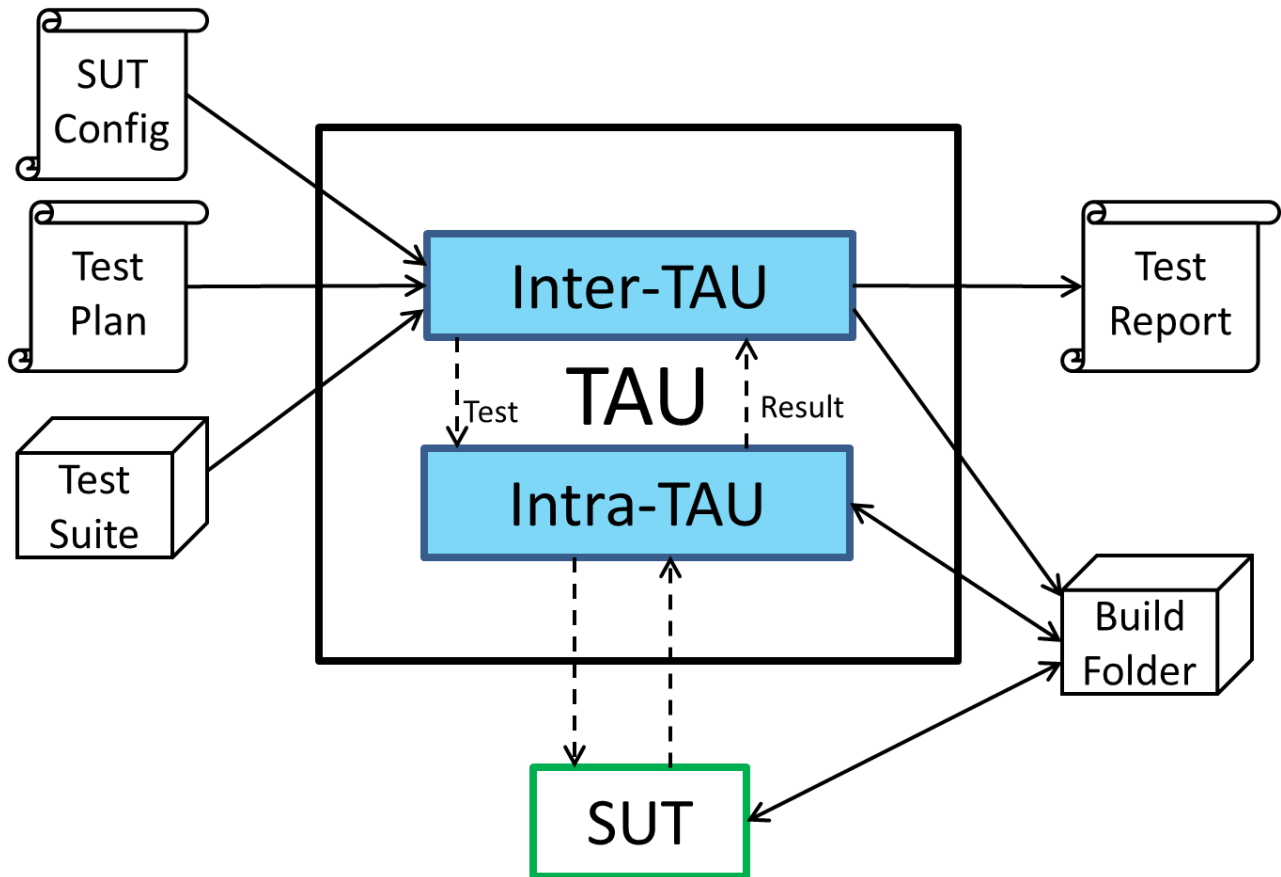 SUT
Config
Test
Plan
Test
Suite
Inter-TAU
TAU
Test
Result
Intra-TAU
SUT
Test
Report
Build
Folder